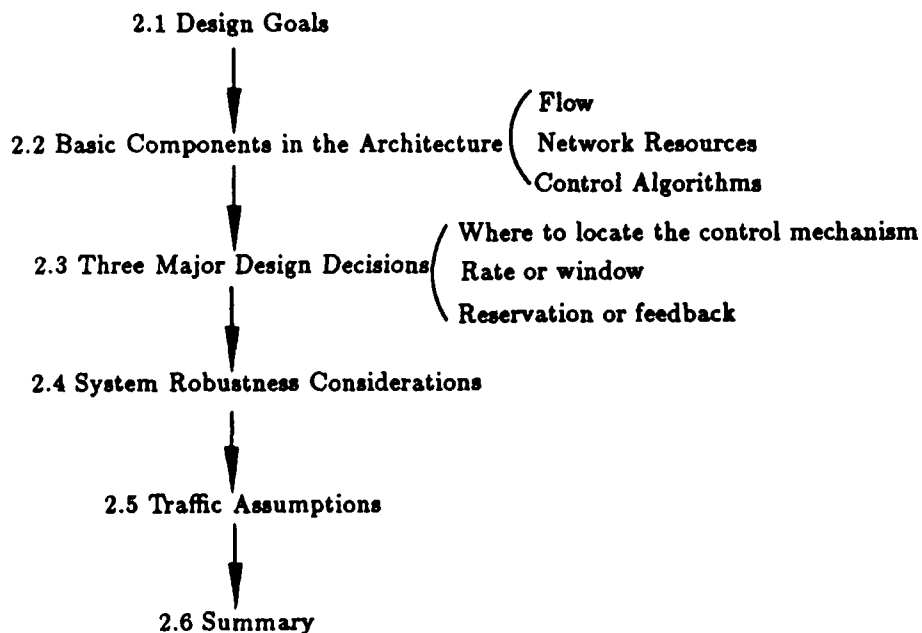 2.1 Design Goals
2.2 Basic Components in the Architecture
Flow
Network Resources
Control Algorithms
2.3 Three Major Design Decisions
Where to locate the control mechanism
Rate or window
Reservation or feedback
2.4 System Robustness Considerations
2.5 Traffic Assumptions
2.6 Summary